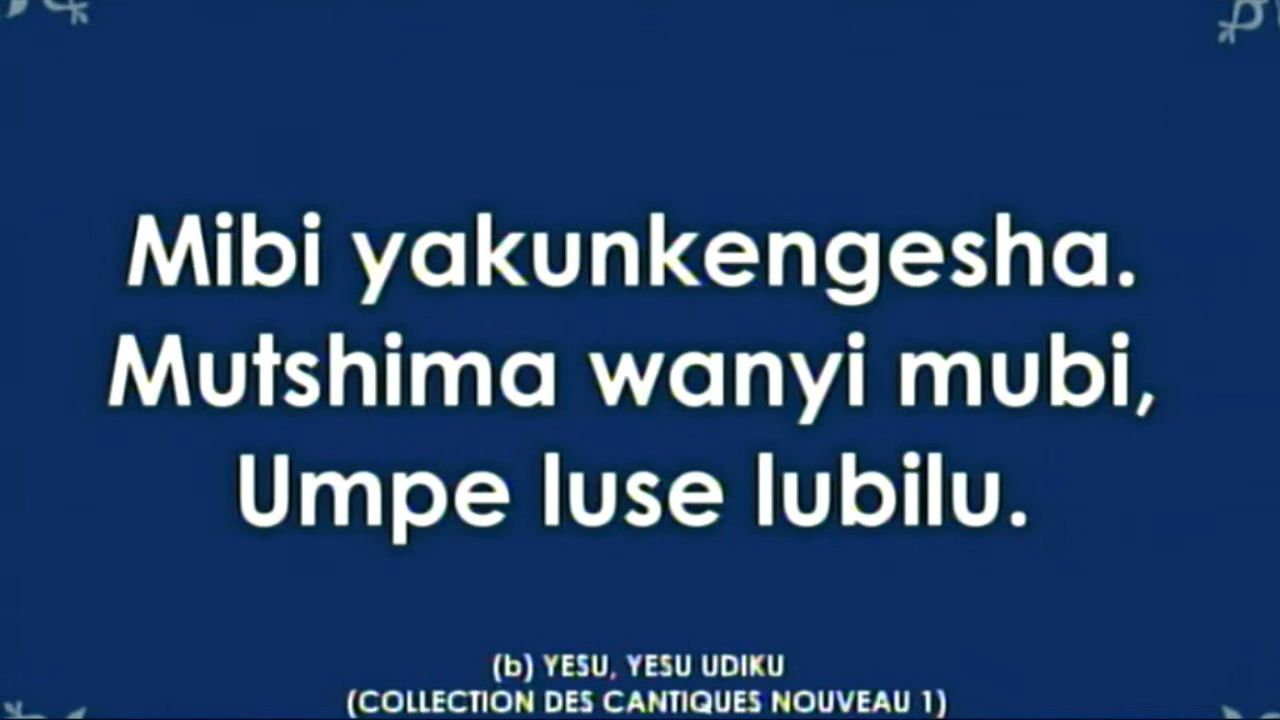 Mibi yakunkengesha.
Mutshima wanyi mubi,
Umpe luse lubilu.
(b) YESU, YESU UDIKU
(COLLECTION DES CANTIQUES NOUVEAU 1)